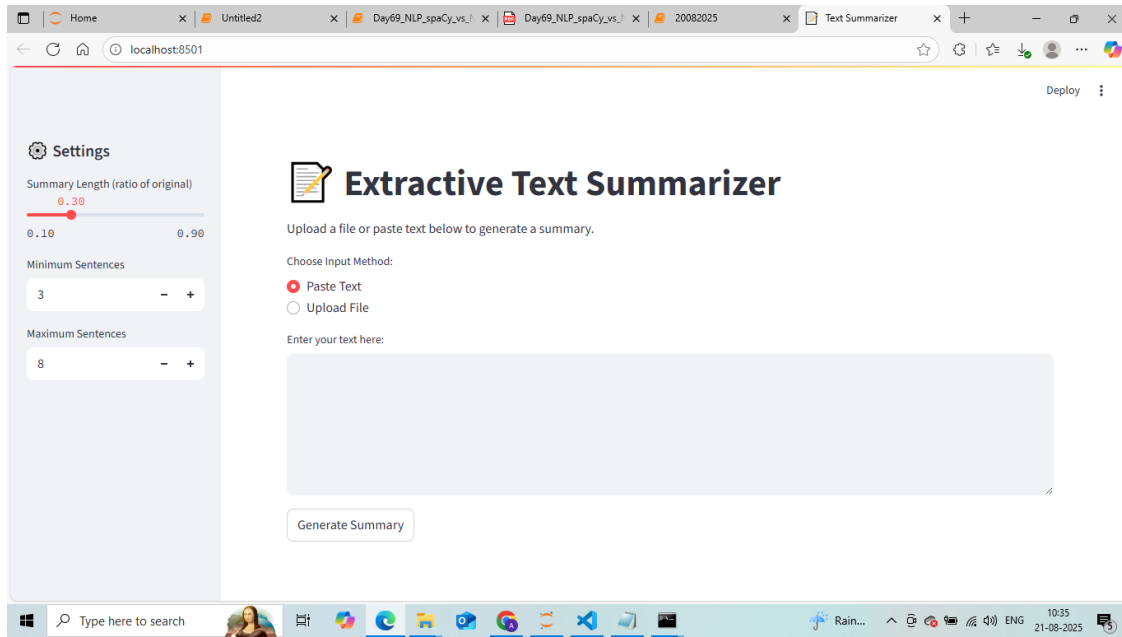 Home
Untitled2
Day69_NLP_spaCy_vs_
PDF
Day69_NLP_spaCy_vs_
20082025
Text Summarizer
localhost:8501
Deploy
Settings
Summary Length (ratio of original)
0.30
0.10 0.90
Minimum Sentences
3
Maximum Sentences
8
Extractive Text Summarizer
Upload a file or paste text below to generate a summary.
Choose Input Method:
Paste Text
Upload File
Enter your text here:
Generate Summary
Type here to search
Rain...
ENG
10:35
21-08-2025
5